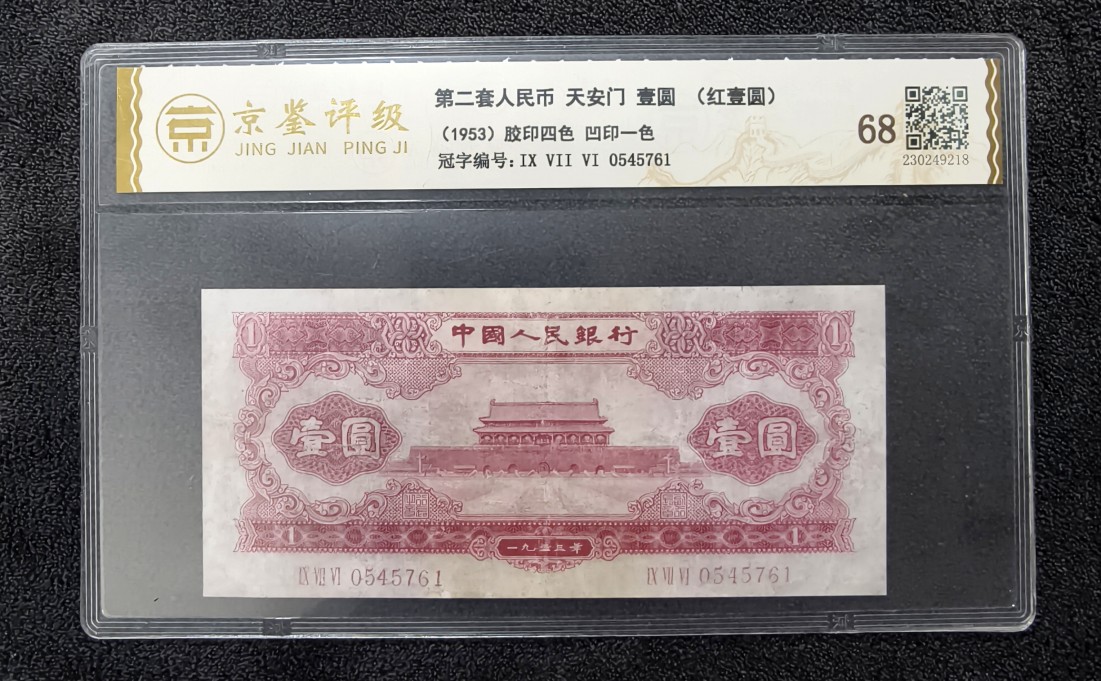 京鉴评级
JING JIAN PING JI
第二套人民币 天安门 壹圆 （红壹圆）
（1953）胶印四色 凹印一色
冠字编号: IX VII VI 0545761
68
230249218
1 中國人民銀行 1
壹圓 壹圓
1 一九五三年 1
IX VII VI 0545761 IX VII VI 0545761